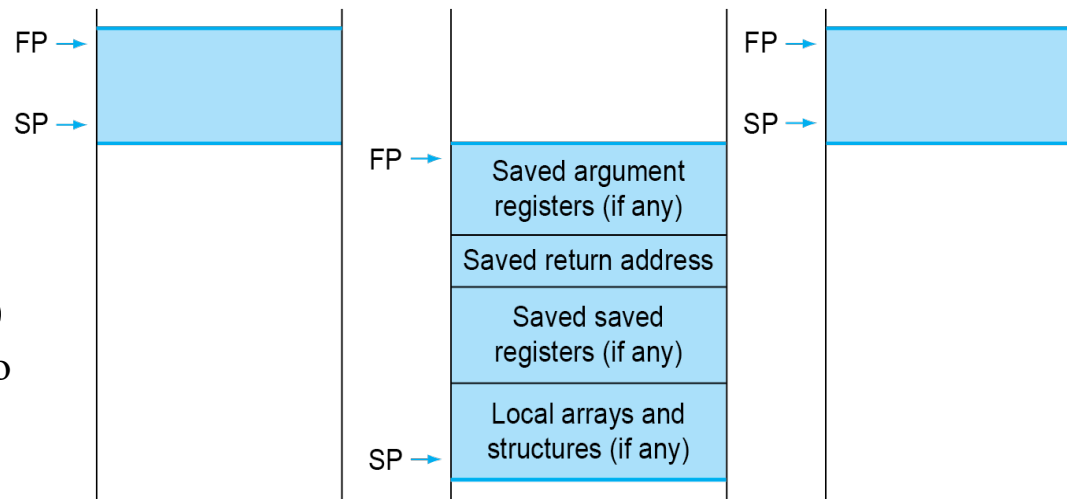 FP
SP
FP
Saved argument
registers (if any)
Saved return address
Saved saved
registers (if any)
Local arrays and
structures (if any)
SP
FP
SP
)